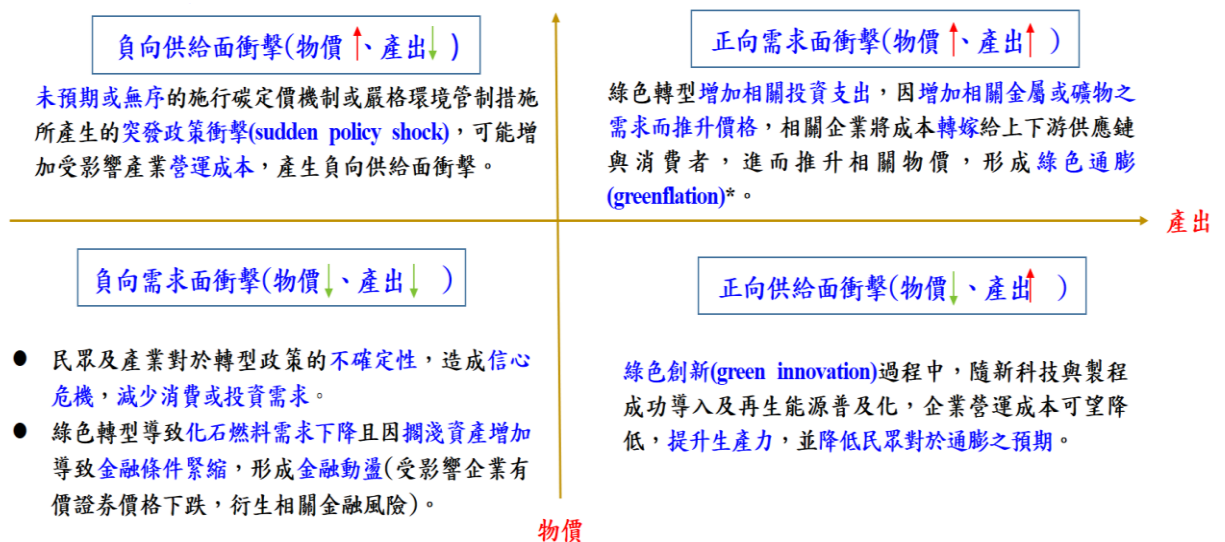 負向供給面衝擊(物價↑、產出↓)
未預期或無序的施行碳定價機制或嚴格環境管制措施
所產生的突發政策衝擊(sudden policy shock)，可能增
加受影響產業營運成本，產生負向供給面衝擊。
正向需求面衝擊(物價↑、產出↑)
綠色轉型增加相關投資支出，因增加相關金屬或礦物之
需求而推升價格，相關企業將成本轉嫁給上下游供應鏈
與消費者，進而推升相關物價，形成綠色通膨
(greenflation)*。
產出
負向需求面衝擊(物價↓、產出↓)
● 民眾及產業對於轉型政策的不確定性，造成信心
危機，減少消費或投資需求。
● 綠色轉型導致化石燃料需求下降且因擱淺資產增加
導致金融條件緊縮，形成金融動盪(受影響企業有
價證券價格下跌，衍生相關金融風險)。
正向供給面衝擊(物價↓、產出↑)
綠色創新(green innovation)過程中，隨新科技與製程
成功導入及再生能源普及化，企業營運成本可望降
低，提升生產力，並降低民眾對於通膨之預期。
物價